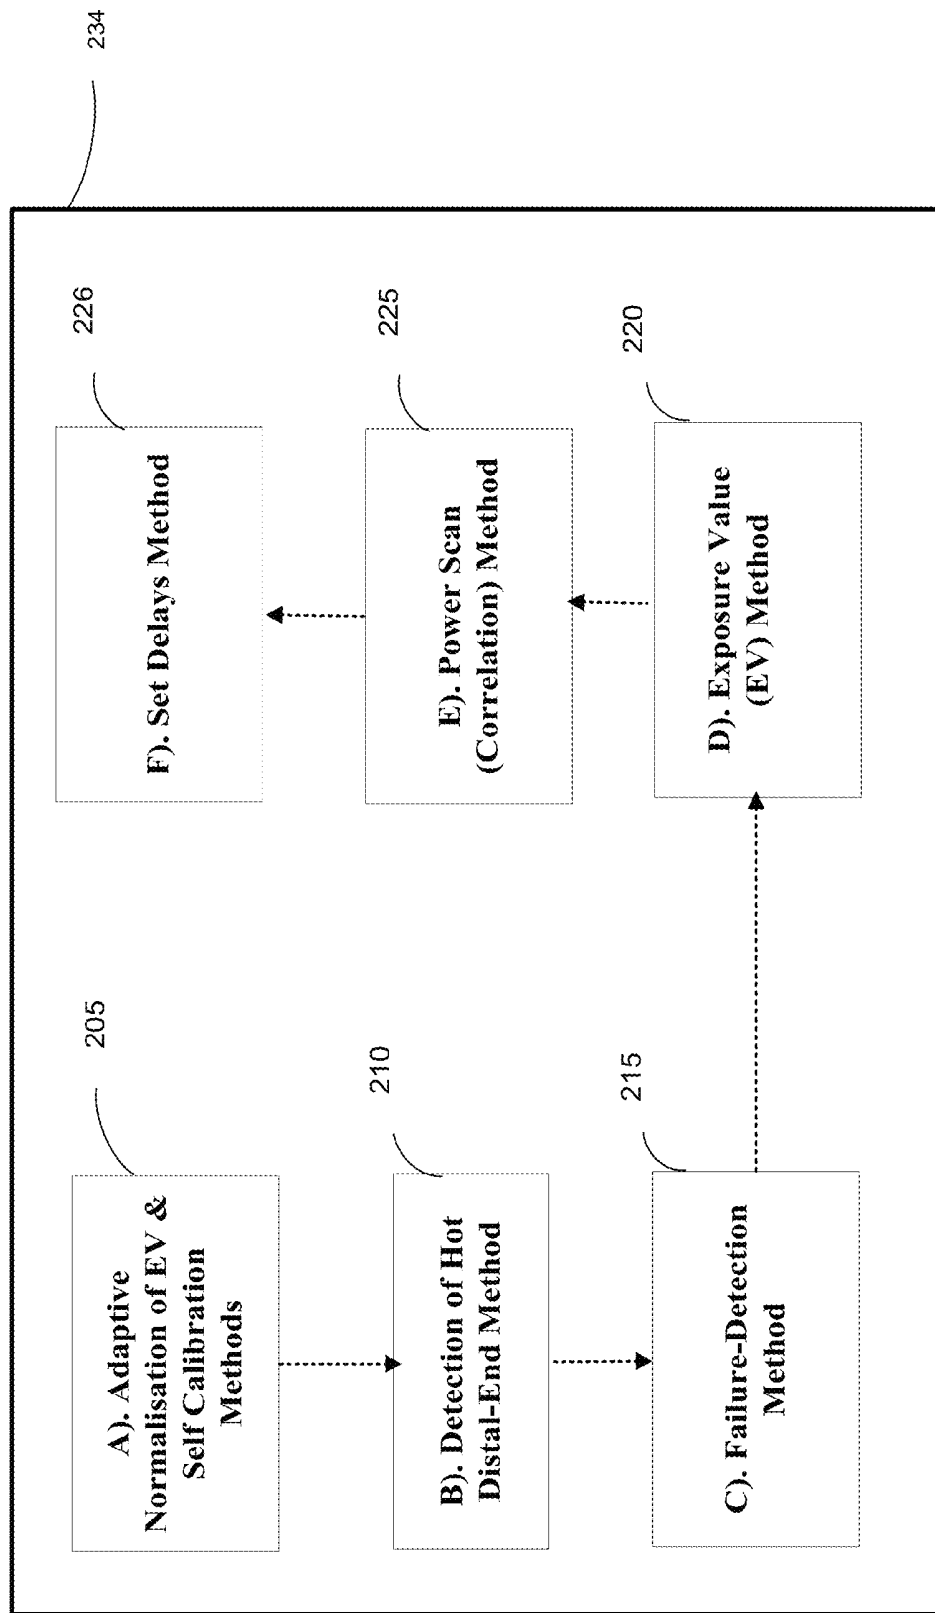 234
205
A). Adaptive
Normalisation of EV &
Self Calibration
Methods
210
B). Detection of Hot
Distal-End Method
215
C). Failure-Detection
Method
220
D). Exposure Value
(EV) Method
225
E). Power Scan
(Correlation) Method
226
F). Set Delays Method